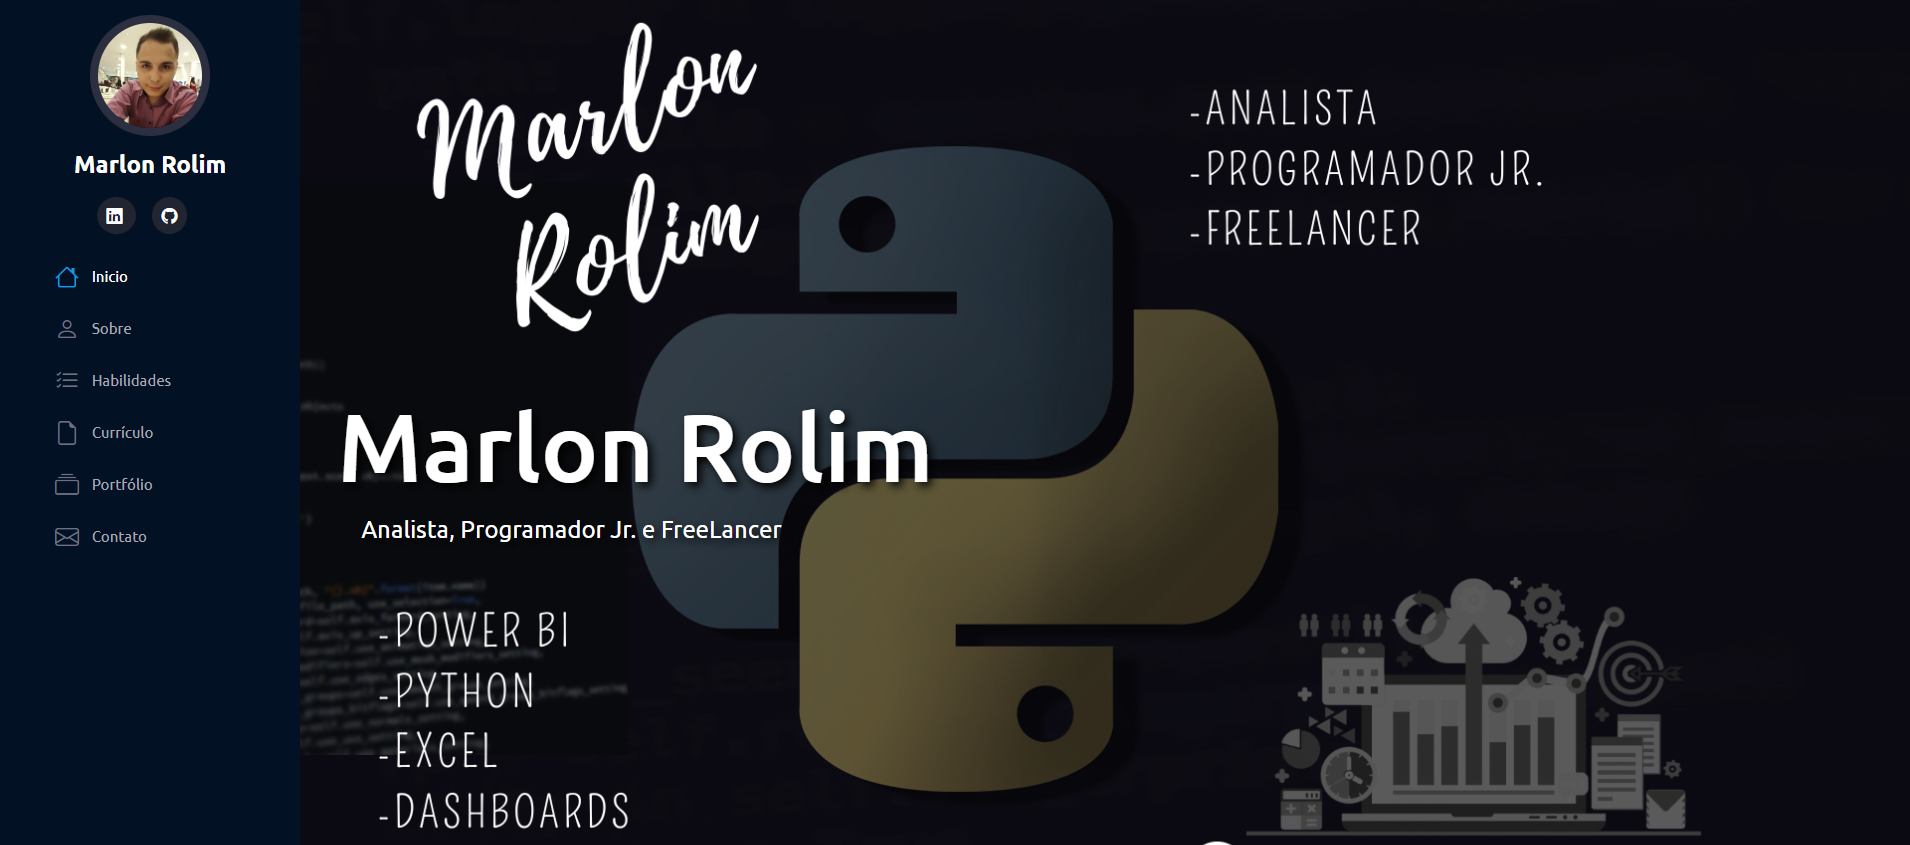 Marlon Rolim
Inicio
Sobre
Habilidades
Currículo
Portfólio
Contato
Marlon
Rolim
-ANALISTA
-PROGRAMADOR JR.
-FREELANCER
Marlon Rolim
Analista, Programador Jr. e FreeLancer
-POWER BI
-PYTHON
-EXCEL
-DASHBOARDS